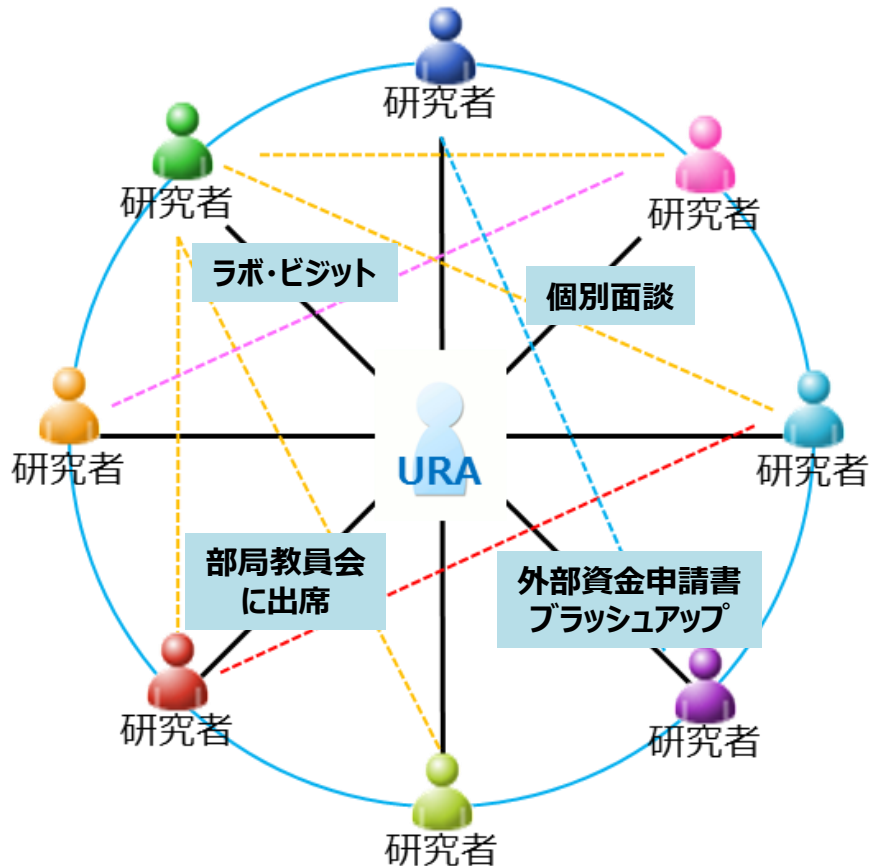 研究者
研究者
研究者
ラボ・ビジット
個別面談
研究者
URA
研究者
部局教員会
に出席
外部資金申請書
ブラッシュアップ
研究者
研究者
研究者